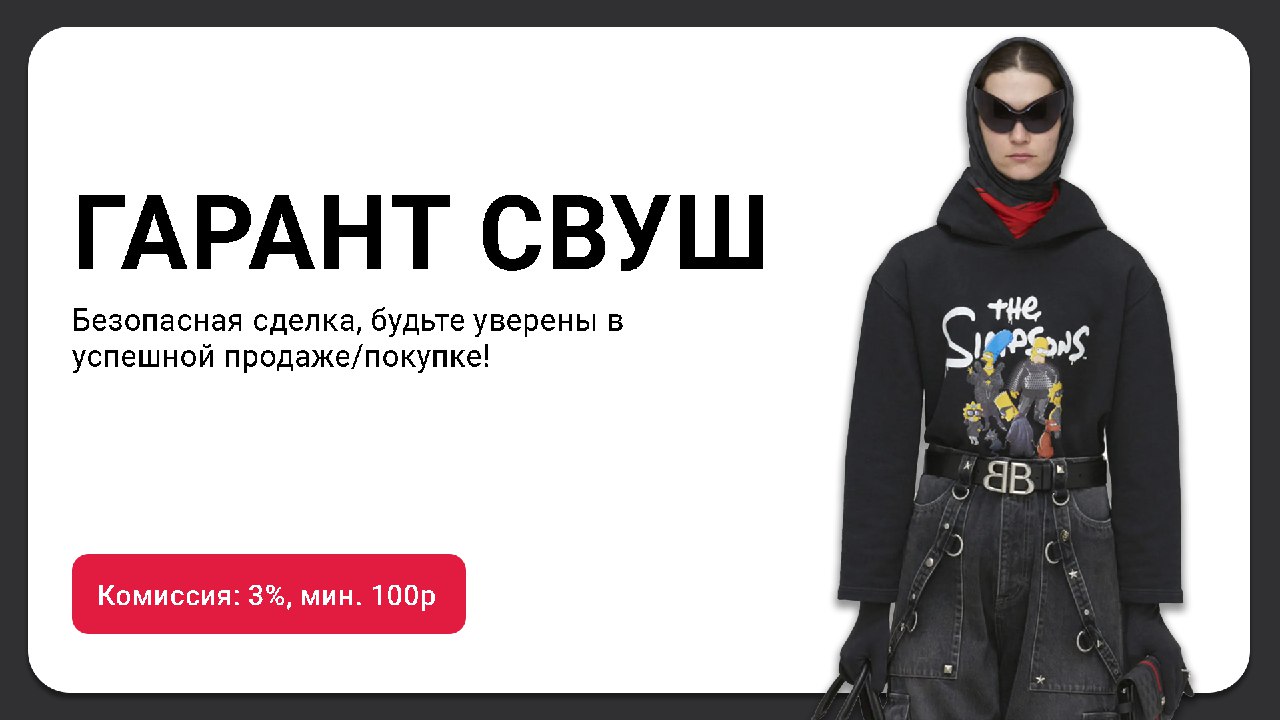 ГАРАНТ СВУШ
Безопасная сделка, будьте уверены в
успешной продаже/покупке!
Комиссия: 3%, мин. 100р
THE
SIMPSONS
BB